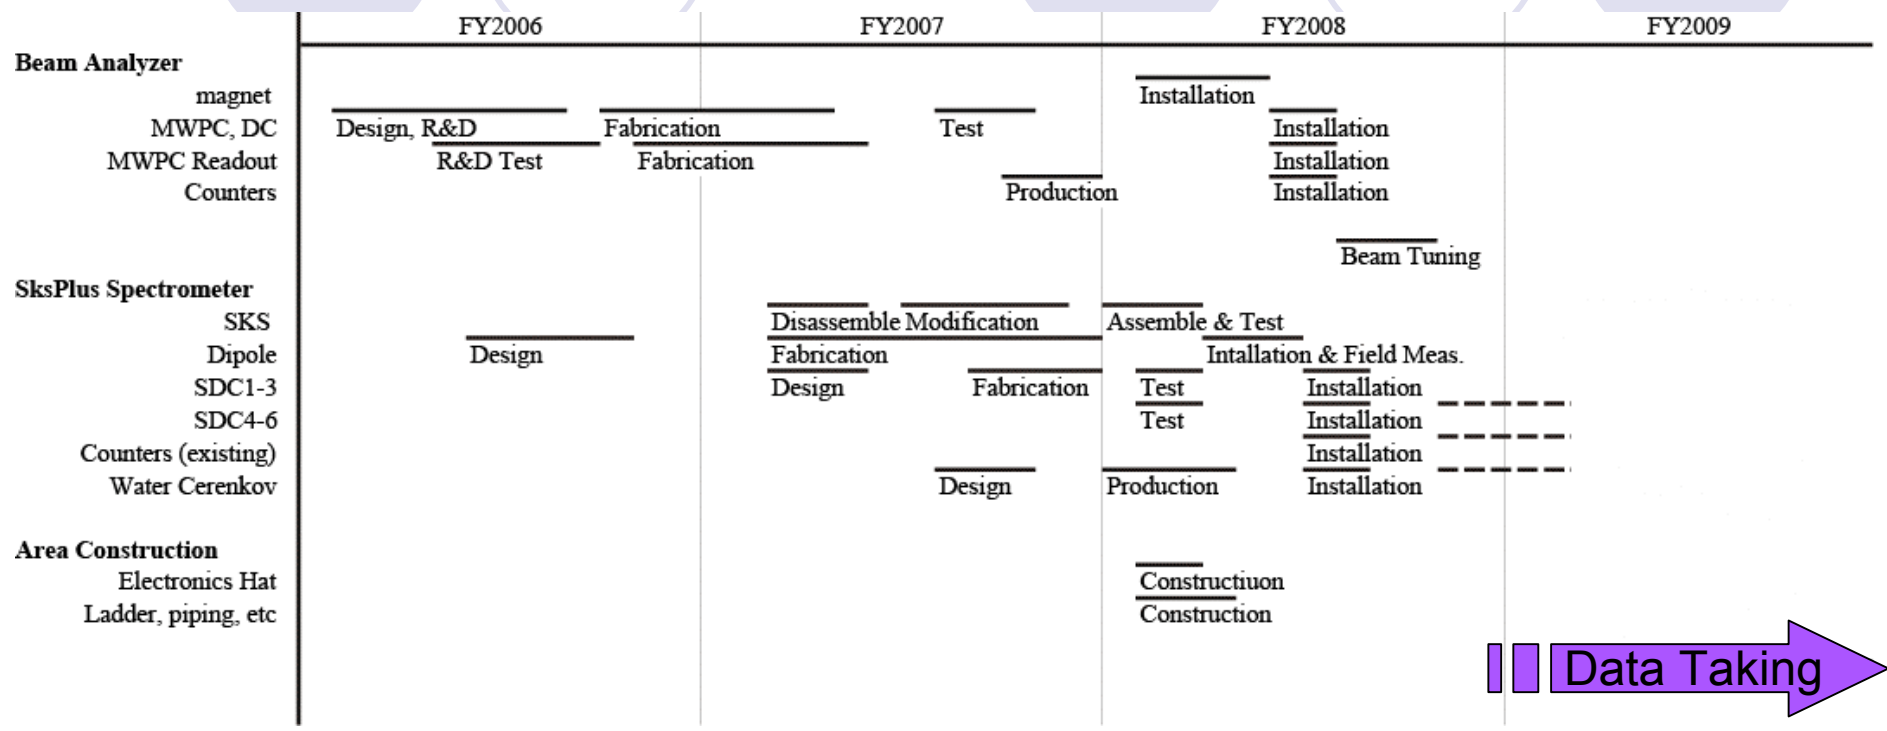 FY2006 FY2007 FY2008 FY2009
Beam Analyzer
magnet Installation
MWPC, DC Design, R&D Fabrication Test Installation
MWPC Readout R&D Test Fabrication Installation
Counters Production Installation
Beam Tuning
SksPlus Spectrometer
SKS Disassemble Modification Assemble & Test
Dipole Design Fabrication Intallation & Field Meas.
SDC1-3 Design Fabrication Test Installation
SDC4-6 Test Installation
Counters (existing) Installation
Water Cerenkov Design Production Installation
Area Construction
Electronics Hat Constructiuon
Ladder, piping, etc Construction
Data Taking